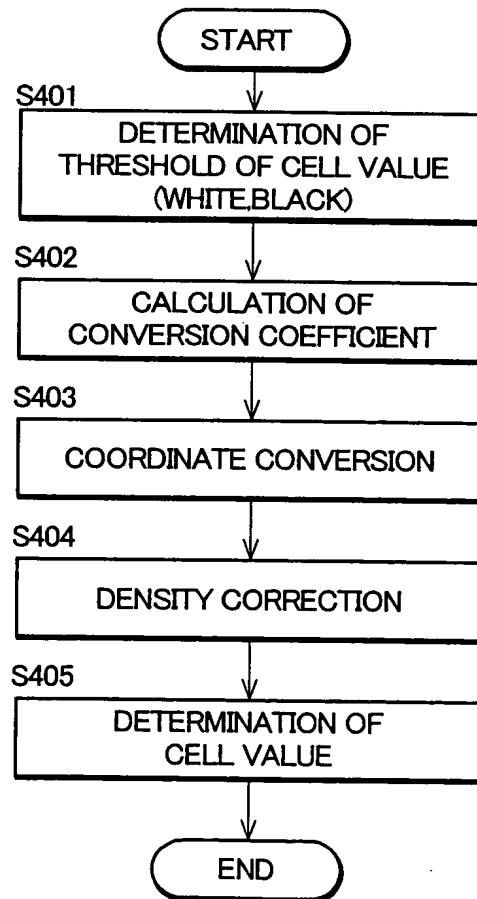 START
S401
DETERMINATION OF
THRESHOLD OF CELL VALUE
(WHITE,BLACK)
S402
CALCULATION OF
CONVERSION COEFFICIENT
S403
COORDINATE CONVERSION
S404
DENSITY CORRECTION
S405
DETERMINATION OF
CELL VALUE
END